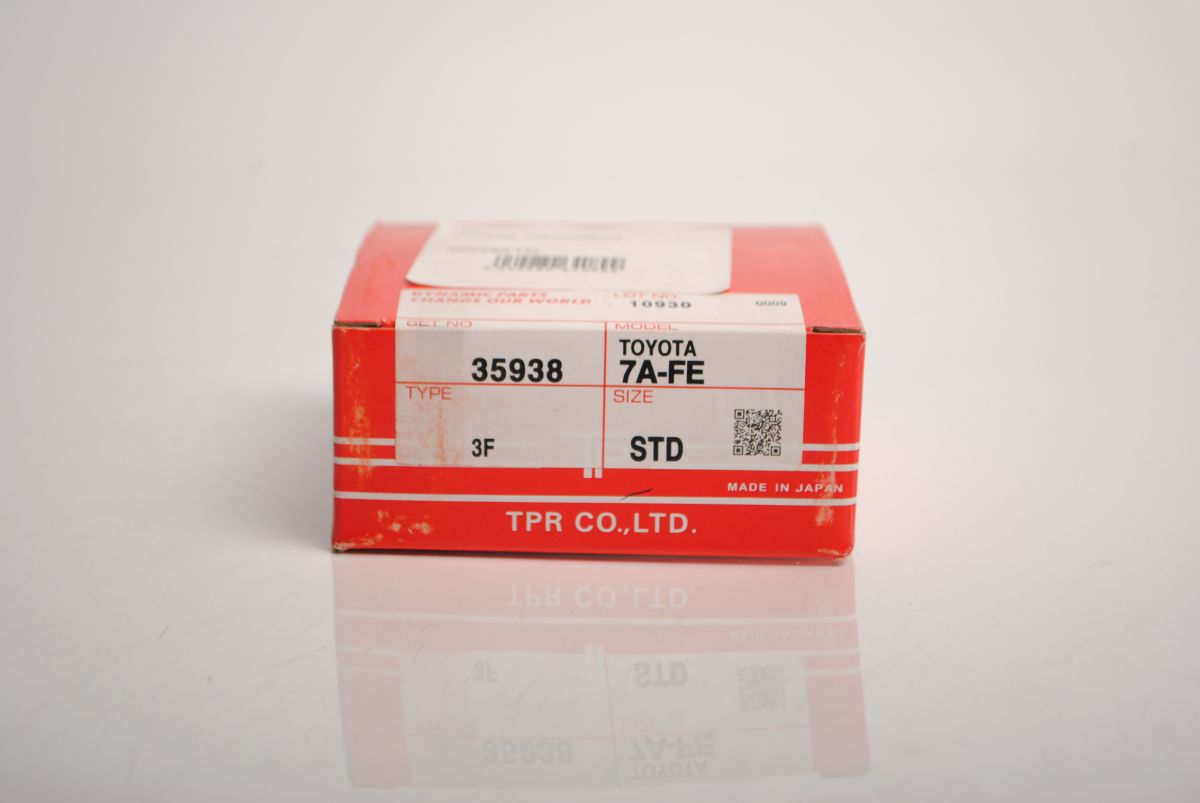 DYNAMIC PARTS
CHANGE OUR WORLD
LOT NO
10930
0009
SET NO
35938
MODEL
TOYOTA
7A-FE
TYPE
3F
SIZE
STD
MADE IN JAPAN
TPR CO.,LTD.